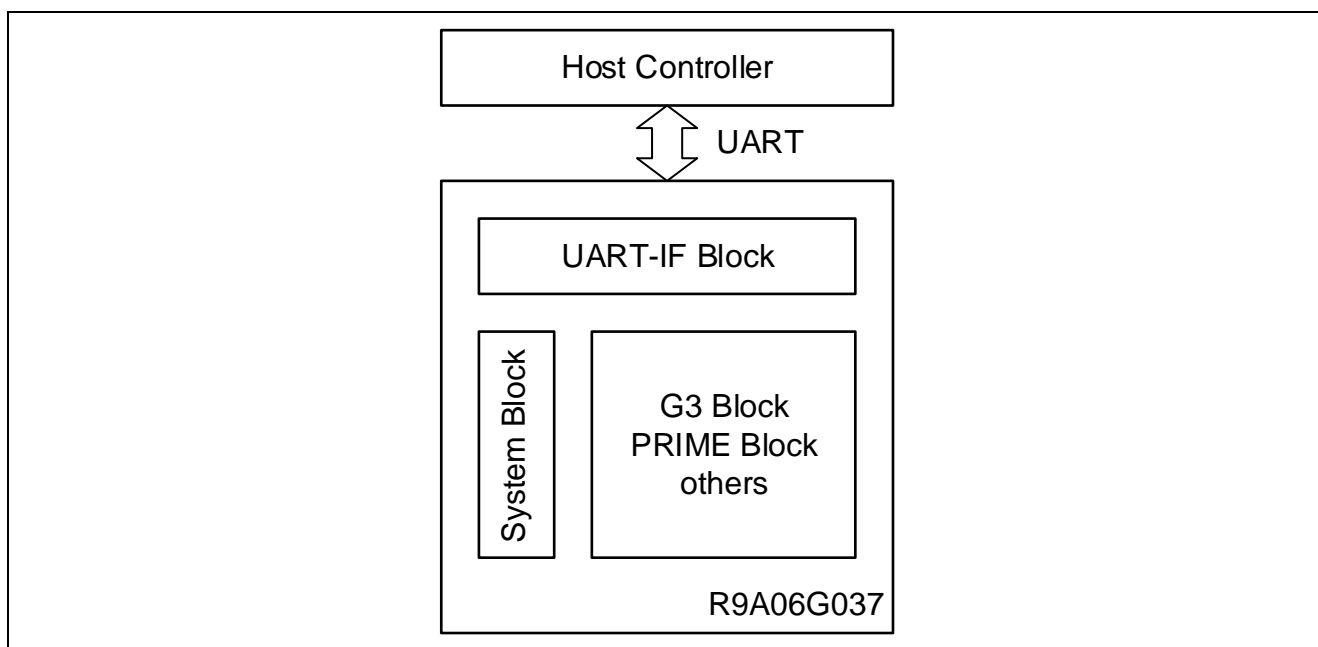 Host Controller
UART
UART-IF Block
System Block
G3 Block
PRIME Block
others
R9A06G037